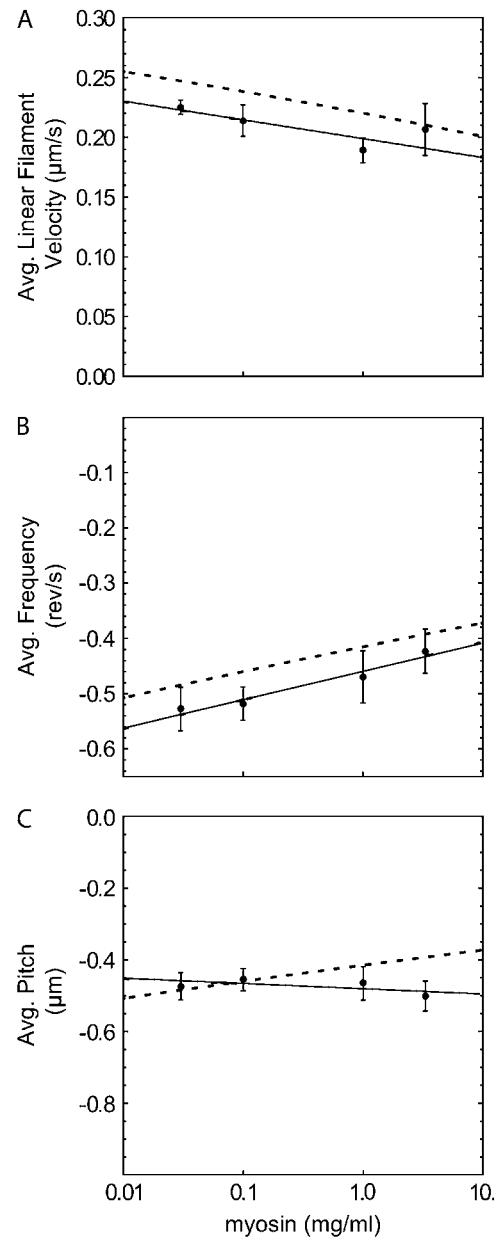 A
0.30
0.25
0.20
0.15
0.10
0.05
0.00
Avg. Linear Filament
Velocity (μm/s)
B
-0.1
-0.2
-0.3
-0.4
-0.5
-0.6
Avg. Frequency
(rev/s)
C
0.0
-0.2
-0.4
-0.6
-0.8
Avg. Pitch
(μm)
0.01
0.1
1.0
10.
myosin (mg/ml)